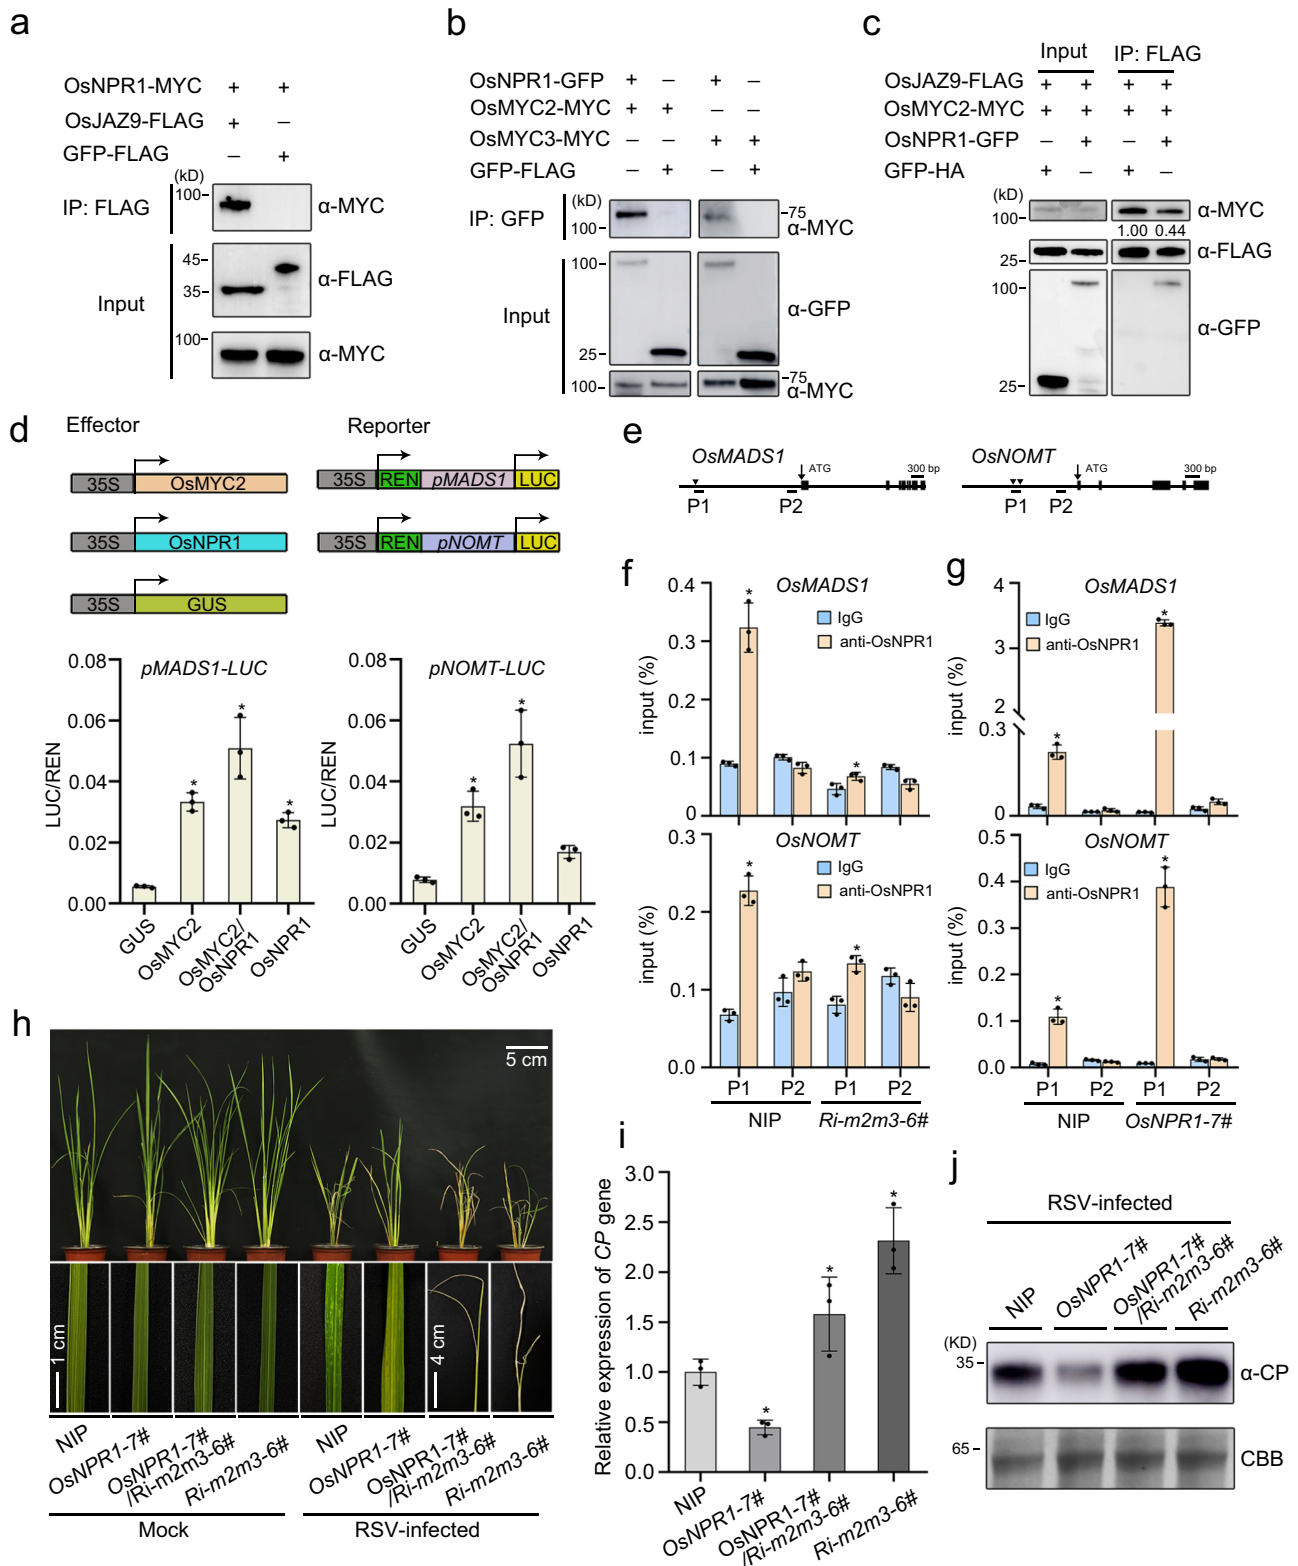 a
OsNPR1-MYC + +
OsJAZ9-FLAG + −
GFP-FLAG − +
(kD)
IP: FLAG 100 α-MYC
45 α-FLAG
35
Input
100 α-MYC
b
OsNPR1-GFP + − + −
OsMYC2-MYC + + − −
OsMYC3-MYC − − + +
GFP-FLAG − + − +
(kD)
IP: GFP 100 75 α-MYC
100
α-GFP
Input
25
100 75 α-MYC
c
Input IP: FLAG
OsJAZ9-FLAG + + + +
OsMYC2-MYC + + + +
OsNPR1-GFP − + − +
GFP-HA + − + −
(kD)
100 α-MYC
1.00 0.44
25 α-FLAG
100
α-GFP
25
d
Effector Reporter
35S OsMYC2
35S REN pMADS1 LUC
35S OsNPR1
35S REN pNOMT LUC
35S GUS
pMADS1-LUC
LUC/REN
0.08
0.06
0.04
0.02
0.00
* * *
GUS
OsMYC2
OsMYC2/
OsNPR1
OsNPR1
pNOMT-LUC
LUC/REN
0.08
0.06
0.04
0.02
0.00
* *
GUS
OsMYC2
OsMYC2/
OsNPR1
OsNPR1
e
OsMADS1 OsNOMT
ATG 300 bp ATG 300 bp
P1 P2 P1 P2
f
OsMADS1
IgG
anti-OsNPR1
input (%)
0.4
0.3
0.2
0.1
0
* *
OsNOMT
IgG
anti-OsNPR1
input (%)
0.3
0.2
0.1
0.0
* *
P1 P2 P1 P2
NIP Ri-m2m3-6#
g
OsMADS1
IgG
anti-OsNPR1
input (%)
4
3
2
0.3
0
* *
OsNOMT
IgG
anti-OsNPR1
input (%)
0.5
0.4
0.3
0.2
0.1
0.0
* *
P1 P2 P1 P2
NIP OsNPR1-7#
h
5 cm
1 cm
4 cm
NIP
OsNPR1-7#
OsNPR1-7#
/Ri-m2m3-6#
Ri-m2m3-6#
NIP
OsNPR1-7#
OsNPR1-7#
/Ri-m2m3-6#
Ri-m2m3-6#
Mock RSV-infected
i
Relative expression of CP gene
3.0
2.5
2.0
1.5
1.0
0.5
0.0
* * *
NIP
OsNPR1-7#
OsNPR1-7#
/Ri-m2m3-6#
Ri-m2m3-6#
j
RSV-infected
NIP
OsNPR1-7#
OsNPR1-7#
/Ri-m2m3-6#
Ri-m2m3-6#
(KD)
35 α-CP
65 CBB